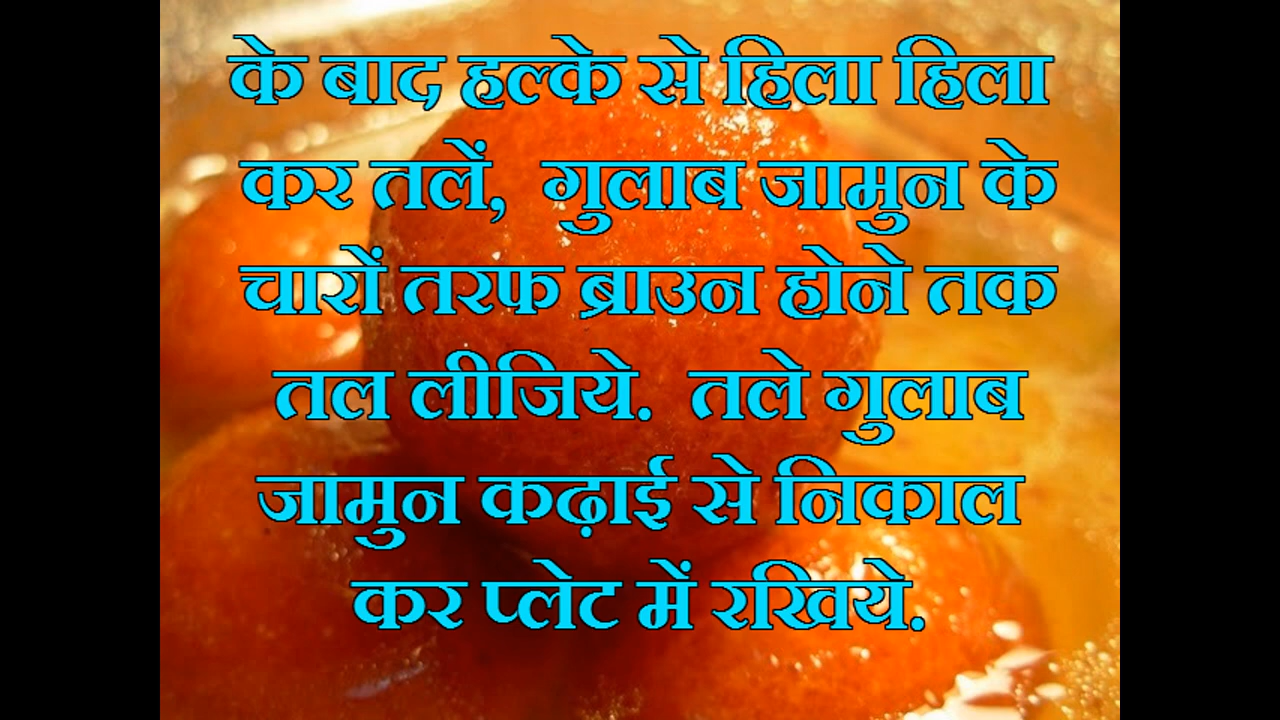 के बाद हल्के से हिला हिला
कर तलें, गुलाब जामुन के
चारों तरफ ब्राउन होने तक
तल लीजिये. तले गुलाब
जामुन कढ़ाई से निकाल
कर प्लेट में रखिये.